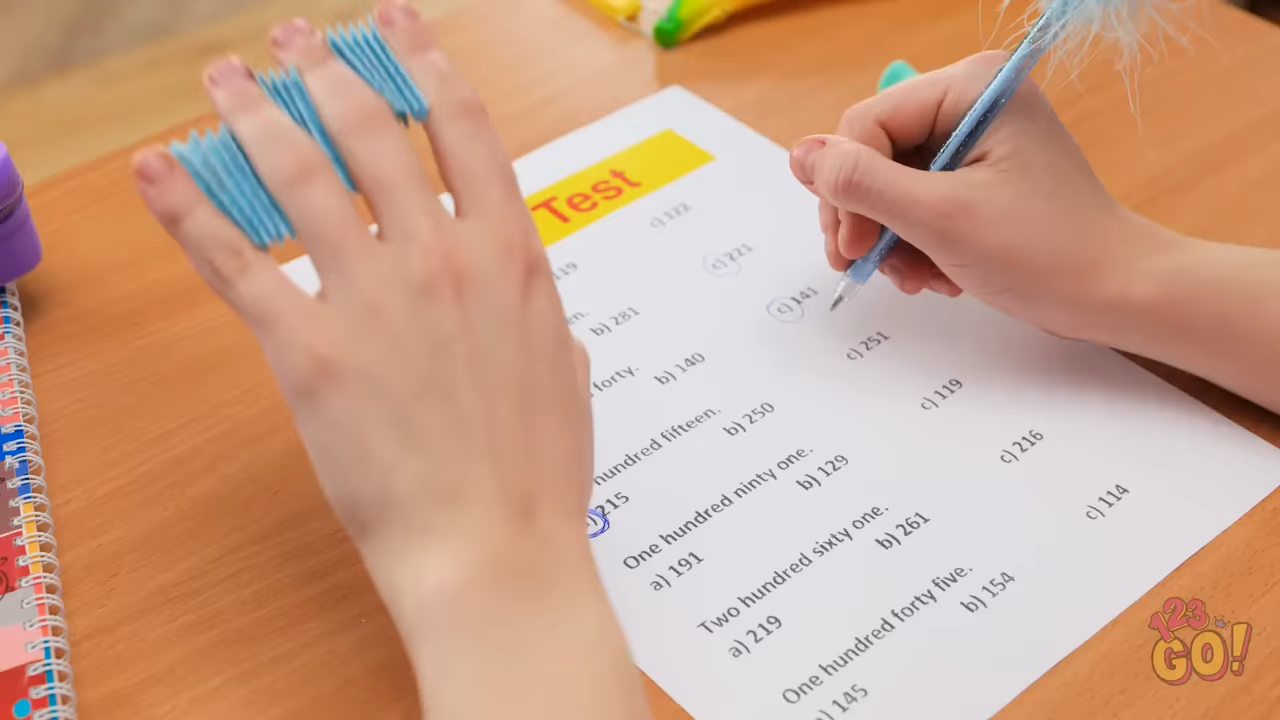 Test
c) 122
119
c) 221
b) 281
c) 141
forty.
b) 140
c) 251
hundred fifteen.
215
b) 250
c) 119
One hundred ninty one.
a) 191
b) 129
c) 216
Two hundred sixty one.
a) 219
b) 261
c) 114
One hundred forty five.
a) 145
b) 154
123
GO!